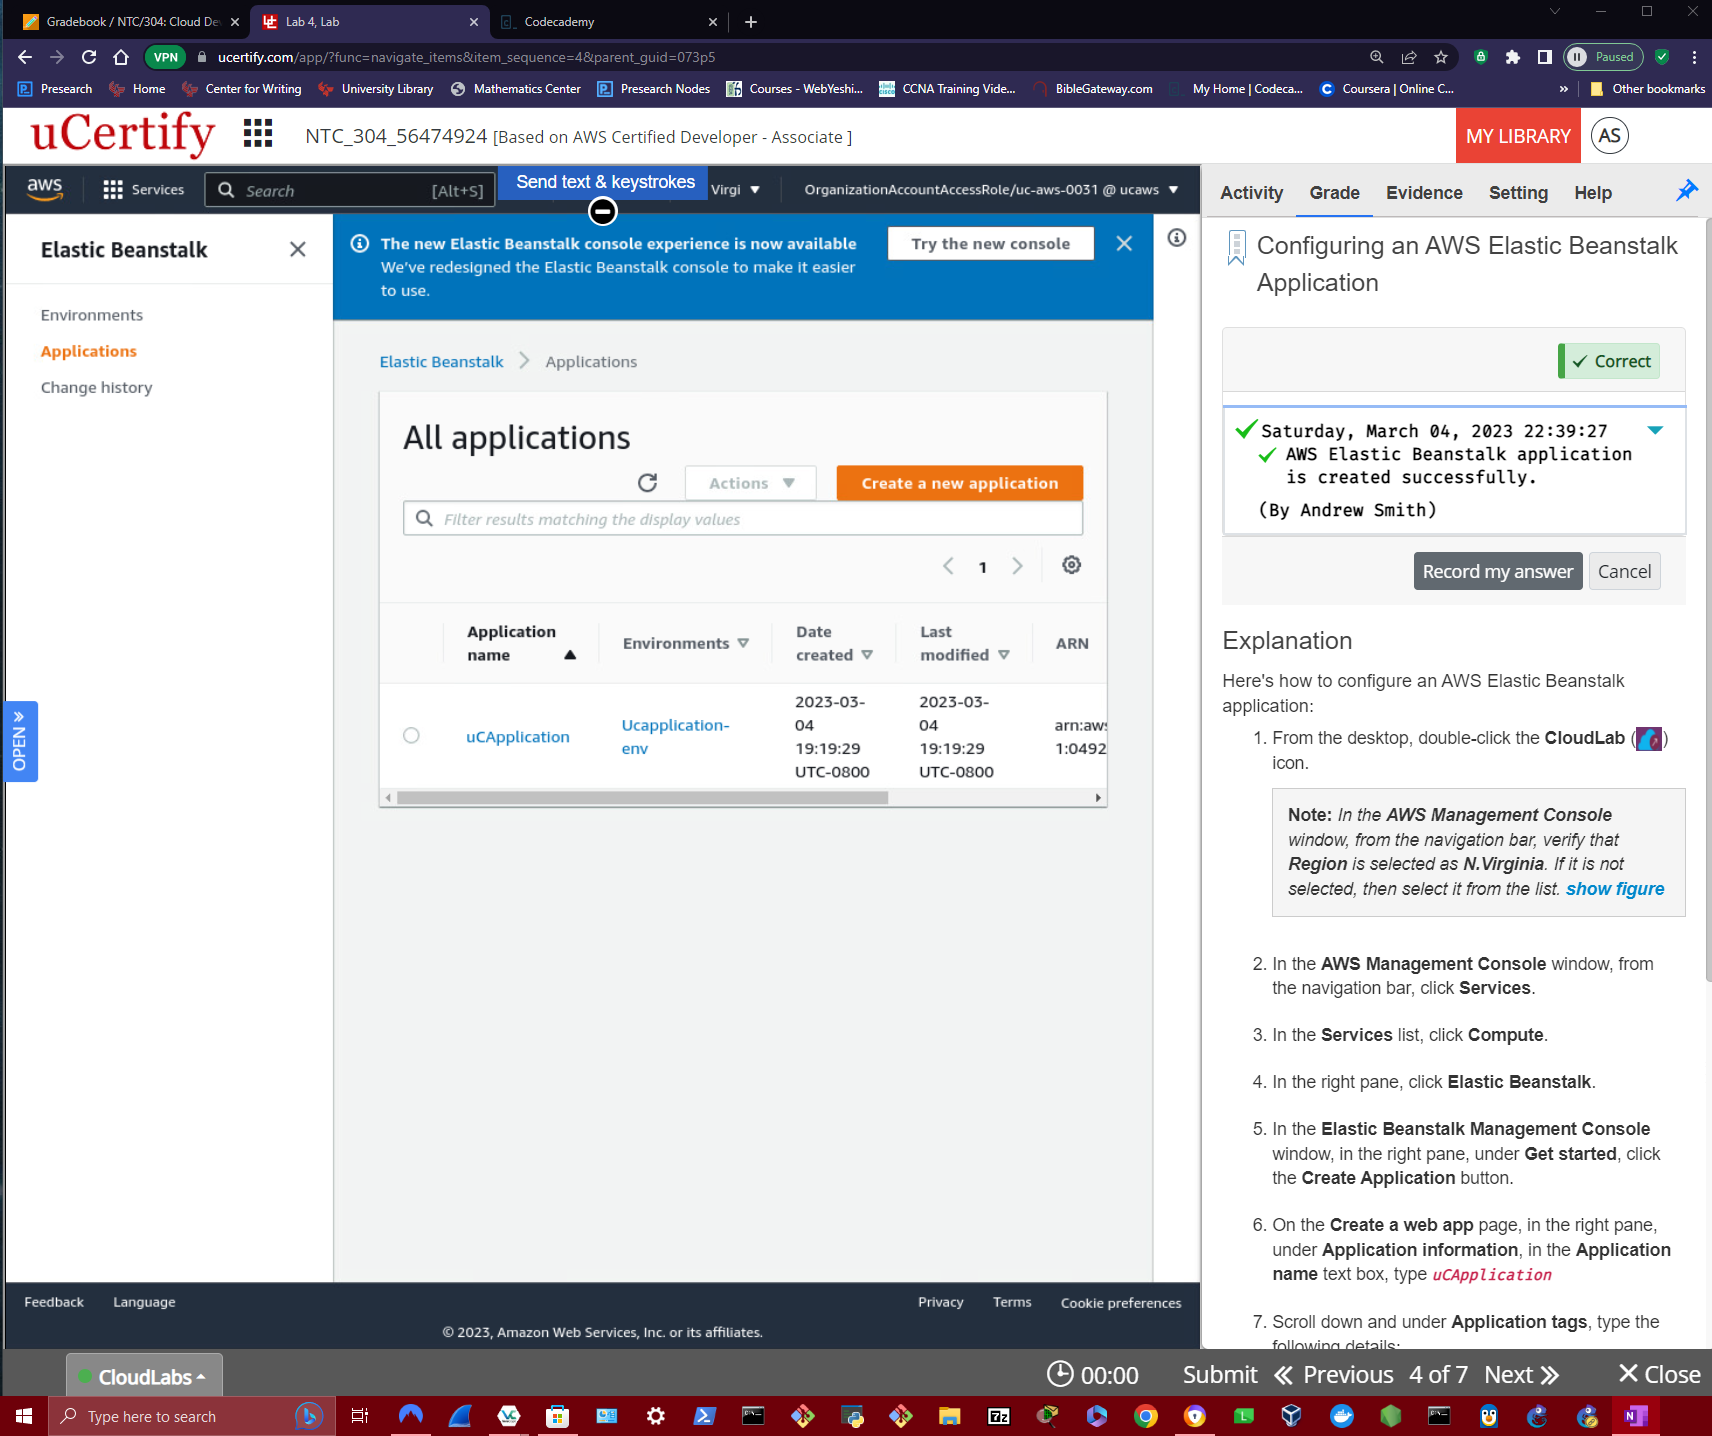 Gradebook / NTC/304: Cloud De
Lab 4, Lab
Codecademy
VPN
ucertify.com/app/?func=navigate_items&item_sequence=4&parent_guid=073p5
Paused
Presearch
Home
Center for Writing
University Library
Mathematics Center
Presearch Nodes
Courses - WebYeshi...
CCNA Training Vide...
BibleGateway.com
My Home | Codeca...
Coursera | Online C...
Other bookmarks
uCertify
NTC_304_56474924 [Based on AWS Certified Developer - Associate ]
MY LIBRARY
AS
aws
Services
Search
[Alt+S]
Send text & keystrokes
Virgi
OrganizationAccountAccessRole/uc-aws-0031 @ ucaws
Elastic Beanstalk
Environments
Applications
Change history
OPEN
The new Elastic Beanstalk console experience is now available
We've redesigned the Elastic Beanstalk console to make it easier
to use.
Try the new console
Elastic Beanstalk
Applications
All applications
Actions
Create a new application
Filter results matching the display values
1
Application
name
Environments
Date
created
Last
modified
ARN
uCApplication
Ucapplication-
env
2023-03-
04
19:19:29
UTC-0800
2023-03-
04
19:19:29
UTC-0800
arn:aws
1:0492
Feedback
Language
Privacy
Terms
Cookie preferences
© 2023, Amazon Web Services, Inc. or its affiliates.
Activity
Grade
Evidence
Setting
Help
Configuring an AWS Elastic Beanstalk
Application
Correct
Saturday, March 04, 2023 22:39:27
AWS Elastic Beanstalk application
is created successfully.
(By Andrew Smith)
Record my answer
Cancel
Explanation
Here's how to configure an AWS Elastic Beanstalk
application:
1. From the desktop, double-click the CloudLab ( )
icon.
Note: In the AWS Management Console
window, from the navigation bar, verify that
Region is selected as N.Virginia. If it is not
selected, then select it from the list. show figure
2. In the AWS Management Console window, from
the navigation bar, click Services.
3. In the Services list, click Compute.
4. In the right pane, click Elastic Beanstalk.
5. In the Elastic Beanstalk Management Console
window, in the right pane, under Get started, click
the Create Application button.
6. On the Create a web app page, in the right pane,
under Application information, in the Application
name text box, type uCApplication
7. Scroll down and under Application tags, type the
following details:
CloudLabs
00:00
Submit
Previous
4 of 7
Next
Close
Type here to search
7z